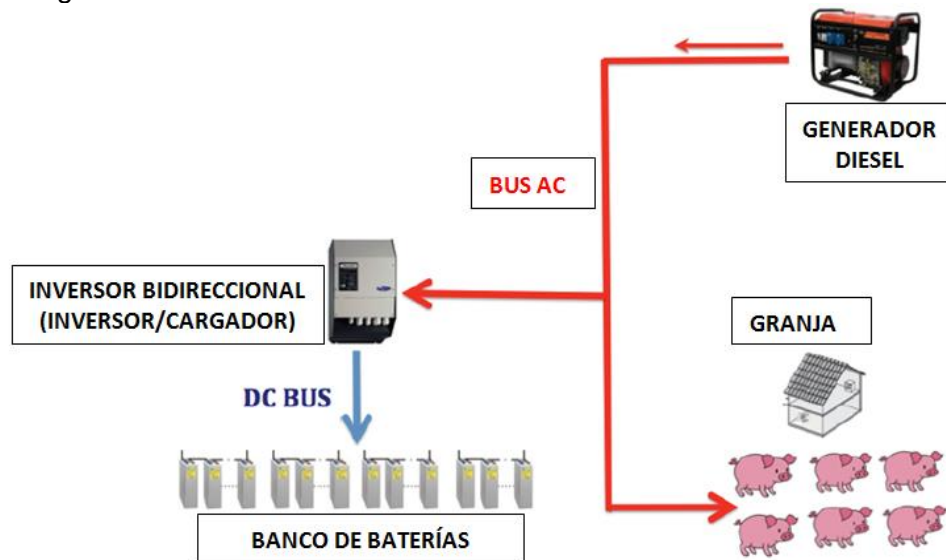 GENERADOR
DIESEL
BUS AC
INVERSOR BIDIRECCIONAL
(INVERSOR/CARGADOR)
GRANJA
DC BUS
BANCO DE BATERÍAS